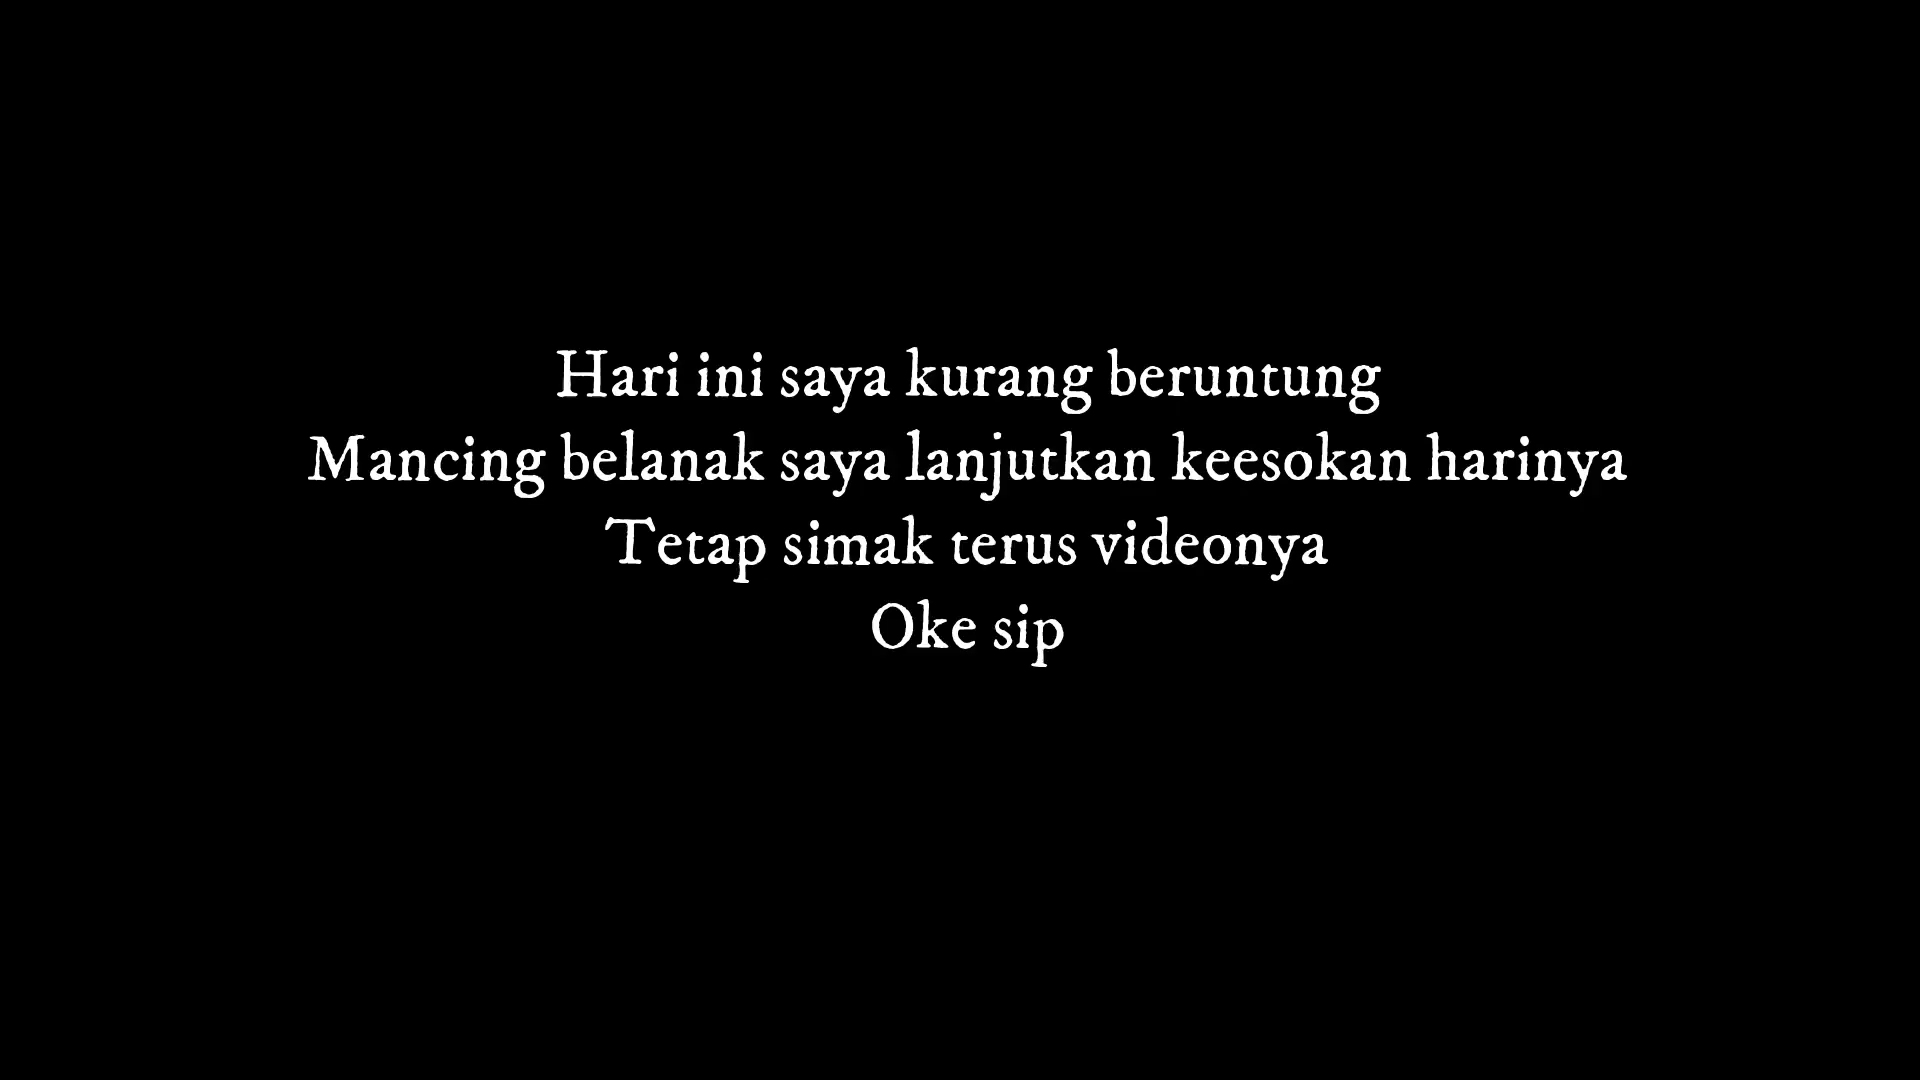 Hari ini saya kurang beruntung
Mancing belanak saya lanjutkan keesokan harinya
Tetap simak terus videonya
Oke sip